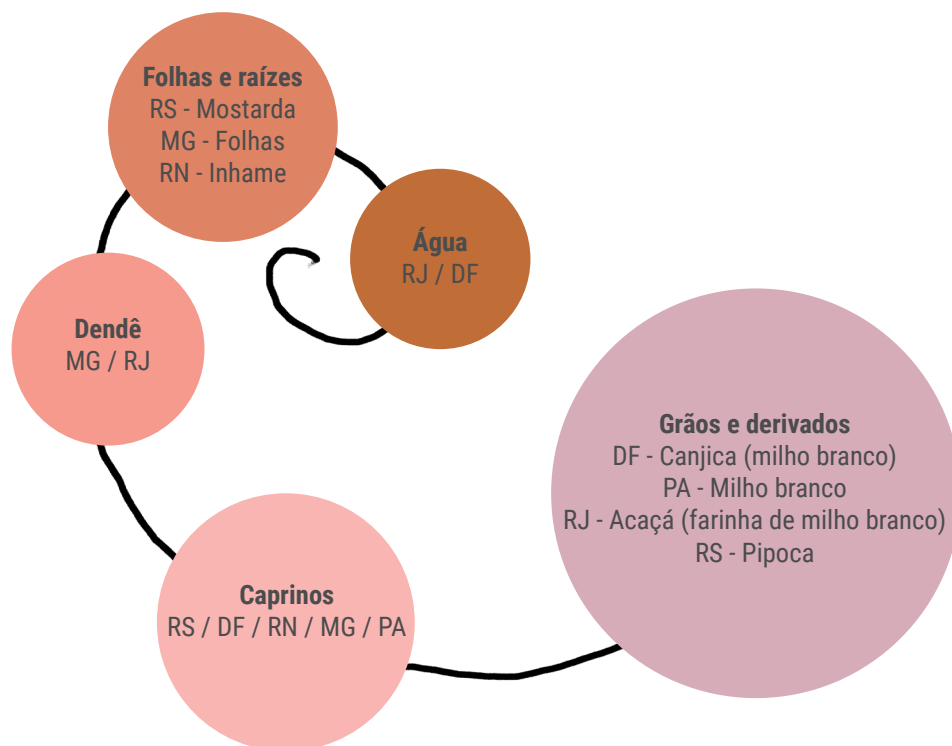 Folhas e raízes
RS - Mostarda
MG - Folhas
RN - Inhame
Água
RJ / DF
Dendê
MG / RJ
Grãos e derivados
DF - Canjica (milho branco)
PA - Milho branco
RJ - Acaçá (farinha de milho branco)
RS - Pipoca
Caprinos
RS / DF / RN / MG / PA